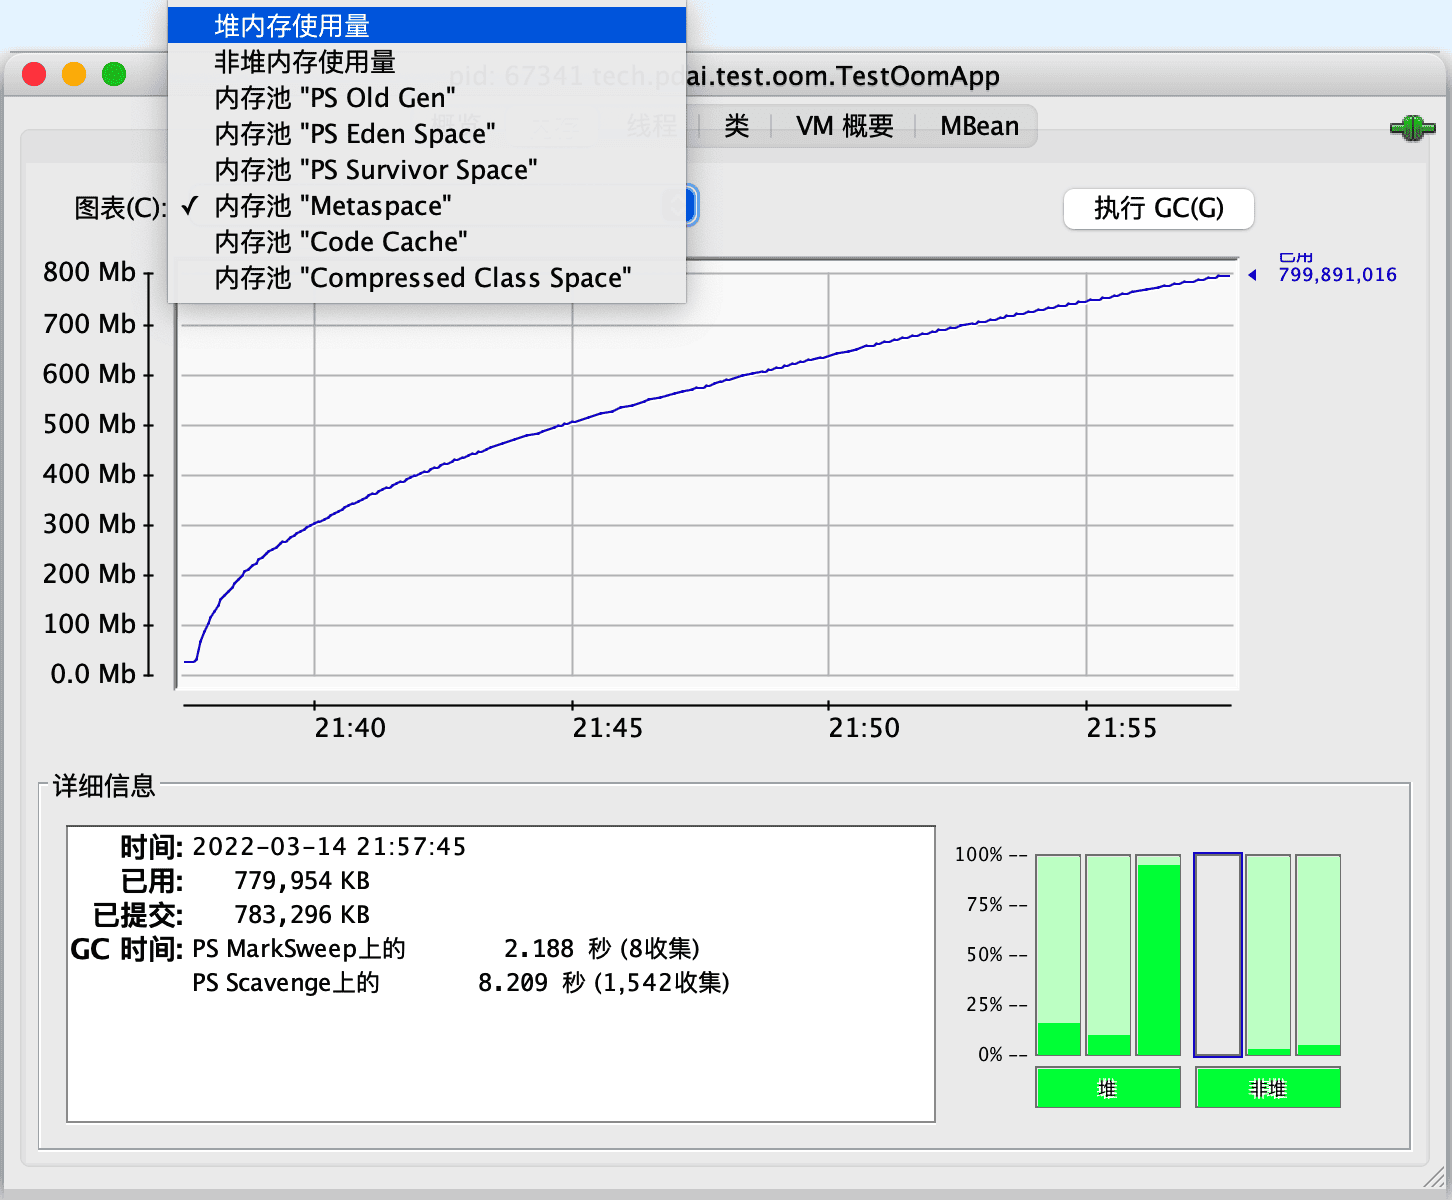 堆内存使用量
非堆内存使用量
内存池 "PS Old Gen"
内存池 "PS Eden Space"
内存池 "PS Survivor Space"
✓ 内存池 "Metaspace"
内存池 "Code Cache"
内存池 "Compressed Class Space"
pid: 67341 tech.pdai.test.oom.TestOomApp
概览
线程
类
VM 概要
MBean
图表(C):
执行 GC(G)
800 Mb
700 Mb
600 Mb
500 Mb
400 Mb
300 Mb
200 Mb
100 Mb
0.0 Mb
已用
799,891,016
21:40
21:45
21:50
21:55
详细信息
时间: 2022-03-14 21:57:45
已用: 779,954 KB
已提交: 783,296 KB
GC 时间: PS MarkSweep上的 2.188 秒 (8收集)
PS Scavenge上的 8.209 秒 (1,542收集)
100% --
75% --
50% --
25% --
0% --
堆
非堆